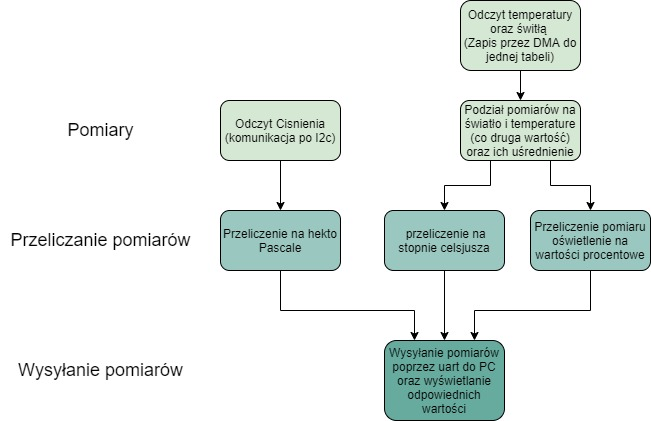 Odczyt temperatury
oraz świtłą
(Zapis przez DMA do
jednej tabeli)
Pomiary
Odczyt Cisnienia
(komunikacja po I2c)
Podział pomiarów na
światło i temperature
(co druga wartość)
oraz ich uśrednienie
Przeliczanie pomiarów
Przeliczenie na hekto
Pascale
przeliczenie na
stopnie celsjusza
Przeliczenie pomiaru
oświetlenie na
wartości procentowe
Wysyłanie pomiarów
Wysyłanie pomiarów
poprzez uart do PC
oraz wyświetlanie
odpowiednich
wartości